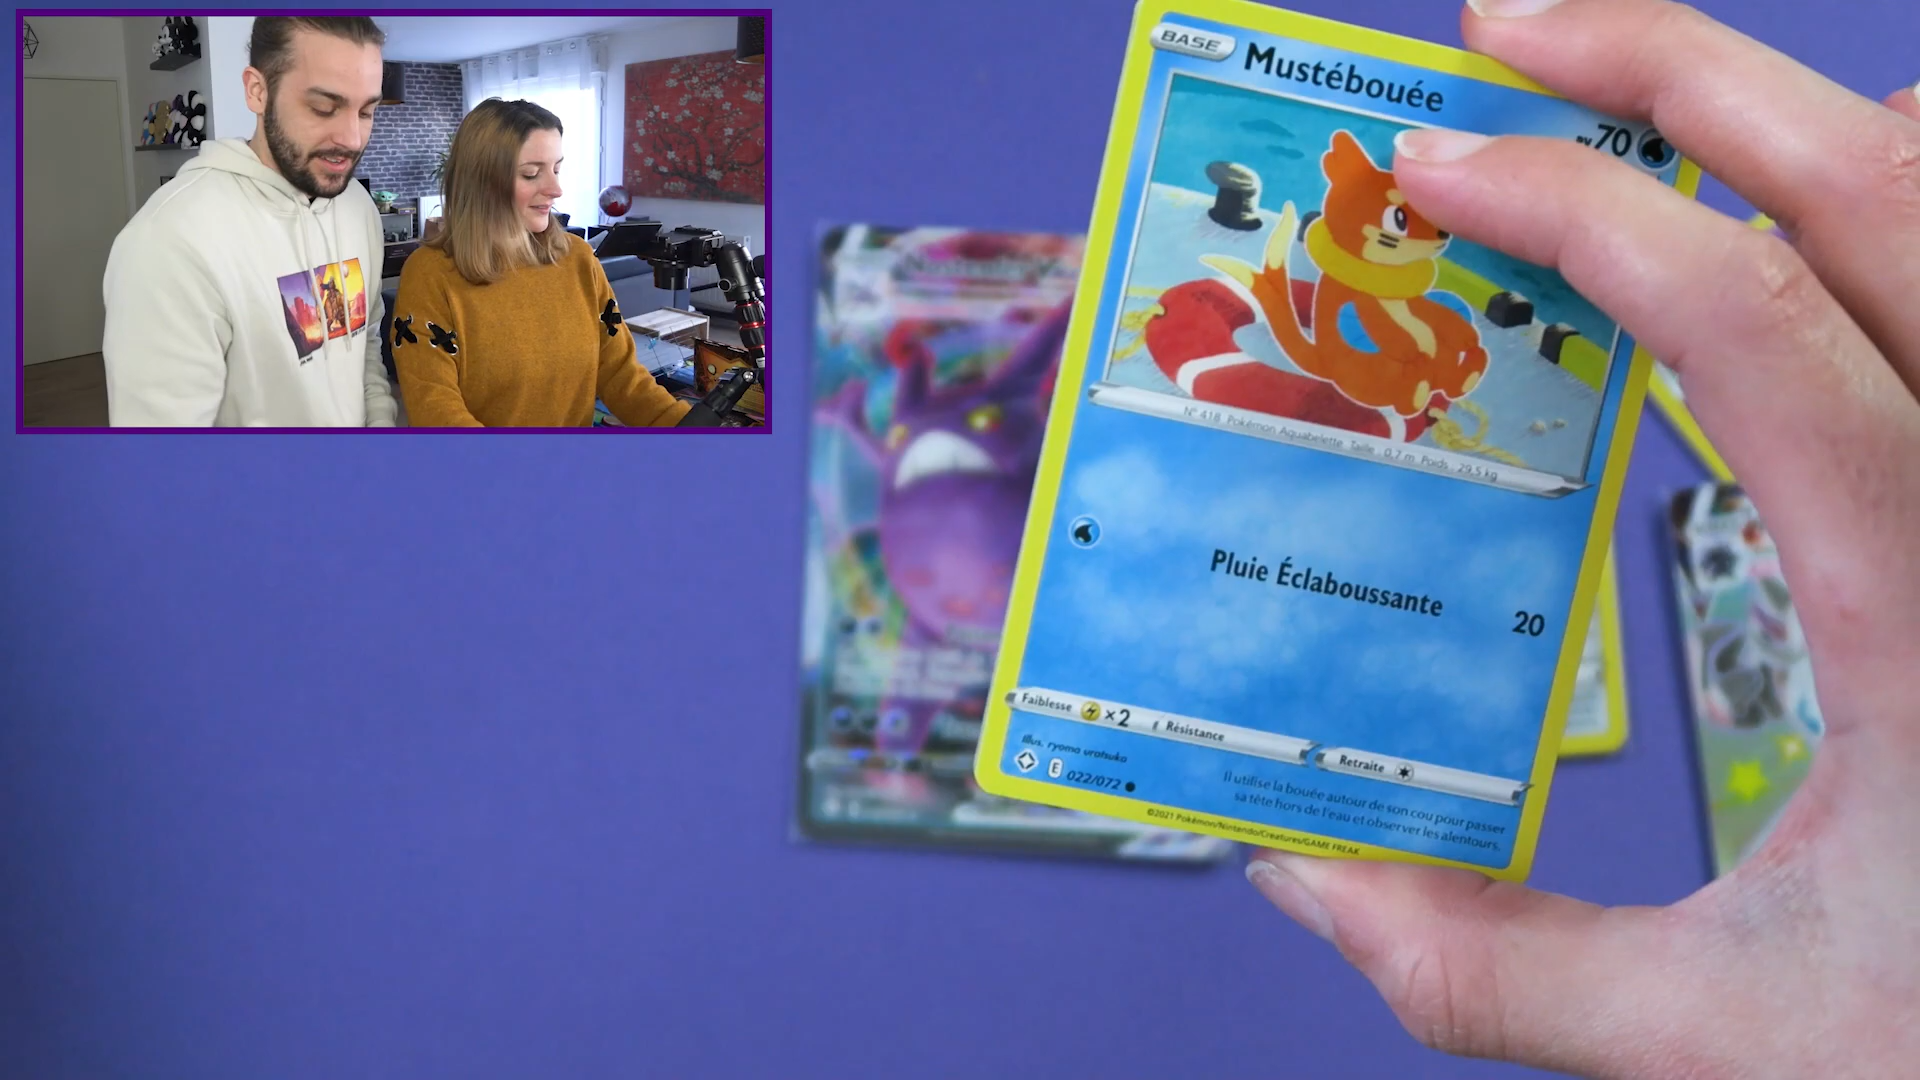 BASE Mustébouée
PV 70
N° 418 Pokémon Aquabelette Taille : 0,7 m Poids : 29,5 kg
Pluie Éclaboussante 20
Faiblesse ×2 Résistance Retraite
Illus. ryoma uratsuka
E 022/072
Il utilise la bouée autour de son cou pour passer
sa tête hors de l'eau et observer les alentours.
©2021 Pokémon/Nintendo/Creatures/GAME FREAK